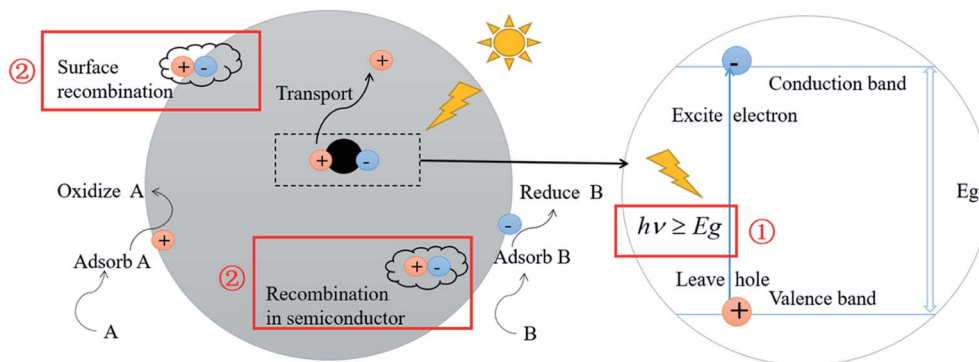 ②
Surface
recombination
+ -
+
Transport
+ -
Oxidize A
+
Adsorb A
A
②
+ -
Recombination
in semiconductor
Reduce B
-
Adsorb B
B
-
Conduction band
Excite electron
Eg
hν ≥ Eg
①
Leave hole
Valence band
+